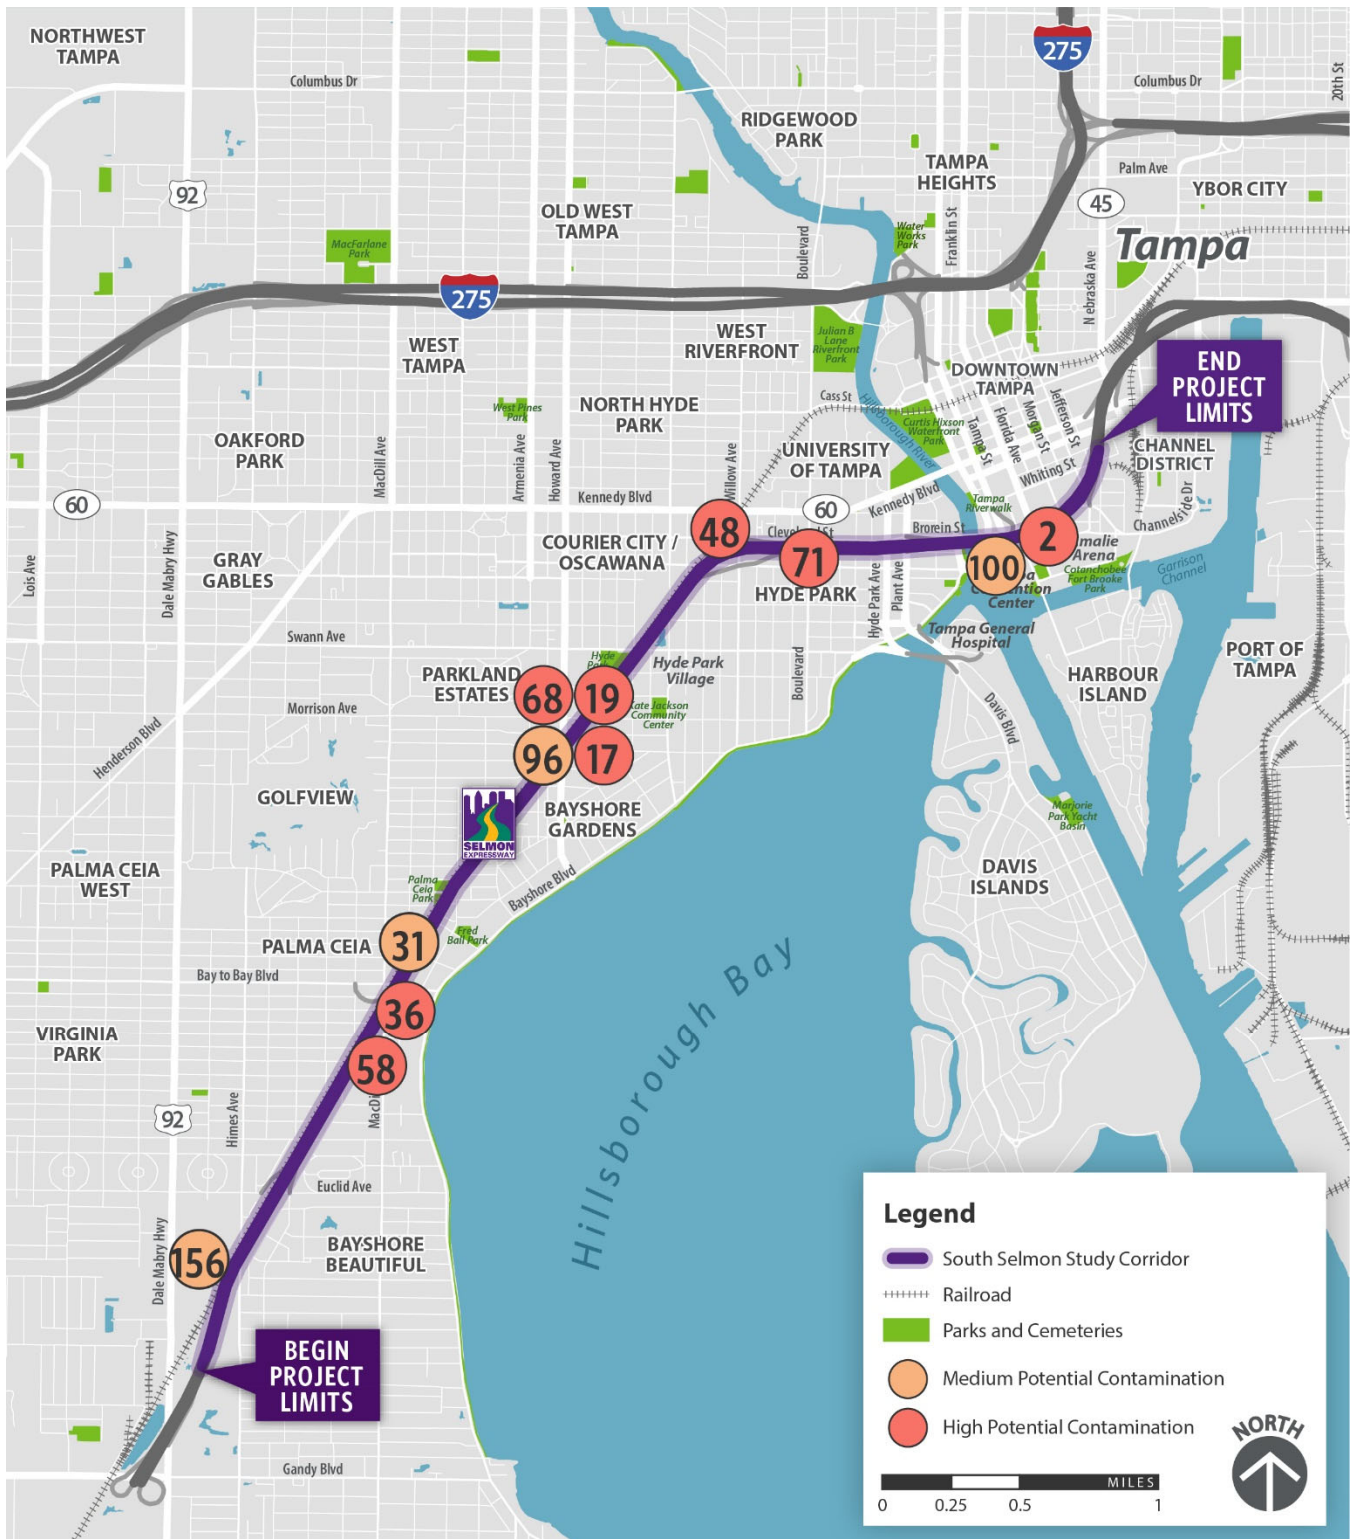 NORTHWEST
TAMPA
Columbus Dr
275
Columbus Dr
20th St
RIDGEWOOD
PARK
TAMPA
HEIGHTS
Palm Ave
YBOR CITY
92
45
OLD WEST
TAMPA
Boulevard
Water
Works
Park
Franklin St
Tampa
MacFarlane
Park
275
Nebraska Ave
WEST
TAMPA
WEST
RIVERFRONT
Julian B
Lane
Riverfront
Park
DOWNTOWN
TAMPA
END
PROJECT
LIMITS
West Pines
Park
NORTH HYDE
PARK
Cass St
Hillsborough River
Curtis Hixson
Waterfront
Park
Tampa St
Florida Ave
Morgan St
Jefferson St
OAKFORD
PARK
MacDill Ave
Armenia Ave
Howard Ave
Willow Ave
UNIVERSITY
OF TAMPA
Whiting St
CHANNEL
DISTRICT
60
Kennedy Blvd
60
Kennedy Blvd
Tampa
Riverwalk
Channelside Dr
Lois Ave
Dale Mabry Hwy
GRAY
GABLES
COURIER CITY /
OSCAWANA
48
71
Brorein St
100
2
Arena
Catanchobee
Fort Brooke
Park
Garrison
Channel
HYDE PARK
Center
Hyde Park Ave
Plant Ave
Swann Ave
Tampa General
Hospital
PORT OF
TAMPA
Hyde
Hyde Park
Village
Boulevard
HARBOUR
ISLAND
PARKLAND
ESTATES
68
19
Morrison Ave
Community
Center
Davis Blvd
Henderson Blvd
96
17
GOLFVIEW
SELMON
EXPRESSWAY
BAYSHORE
GARDENS
Marjorie
Park Yacht
Basin
PALMA CEIA
WEST
Palma
Ceia
Park
Bayshore Blvd
DAVIS
ISLANDS
PALMA CEIA
31
Fred
Ball Park
Bay to Bay Blvd
Hillsborough Bay
36
VIRGINIA
PARK
58
92
Himes Ave
Euclid Ave
BAYSHORE
BEAUTIFUL
156
Dale Mabry Hwy
BEGIN
PROJECT
LIMITS
Gandy Blvd
Legend
South Selmon Study Corridor
Railroad
Parks and Cemeteries
Medium Potential Contamination
High Potential Contamination
NORTH
MILES
0 0.25 0.5 1